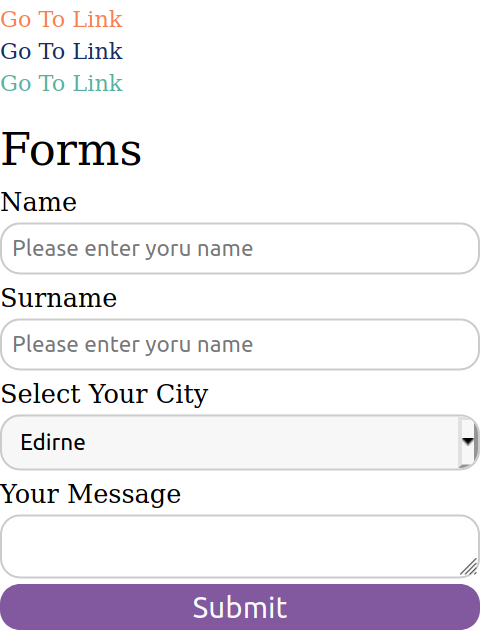 Go To Link
Go To Link
Go To Link
Forms
Name
Please enter yoru name
Surname
Please enter yoru name
Select Your City
Edirne
Your Message
Submit